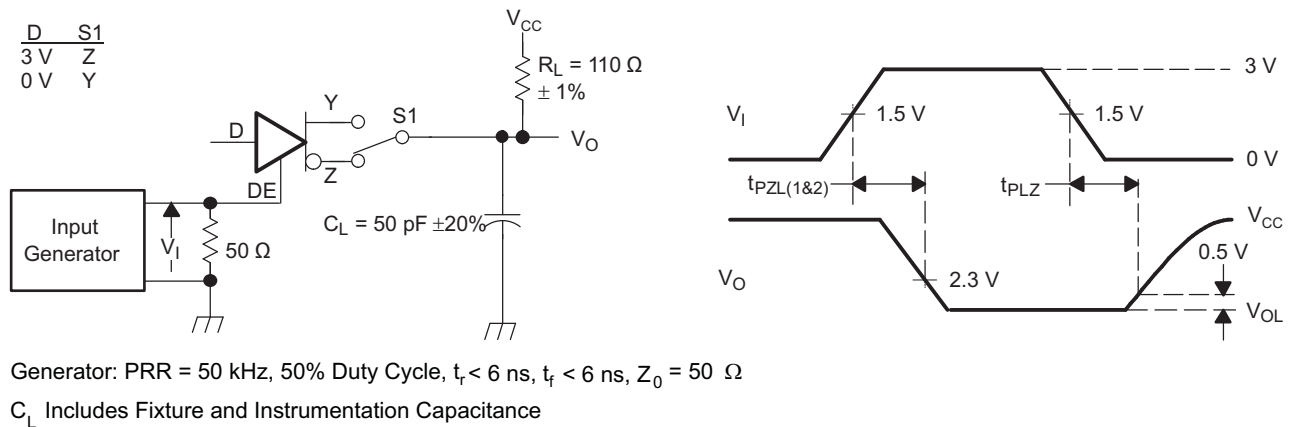 D S1
3 V Z
0 V Y
V_CC
R_L = 110 Ω
± 1%
Y
S1
D
V_O
Z
DE
Input
Generator
V_I
50 Ω
C_L = 50 pF ±20%
3 V
V_I
1.5 V
1.5 V
0 V
t_PZL(1&2)
t_PLZ
V_CC
0.5 V
V_O
2.3 V
V_OL
Generator: PRR = 50 kHz, 50% Duty Cycle, t_r < 6 ns, t_f < 6 ns, Z_0 = 50 Ω
C_L Includes Fixture and Instrumentation Capacitance